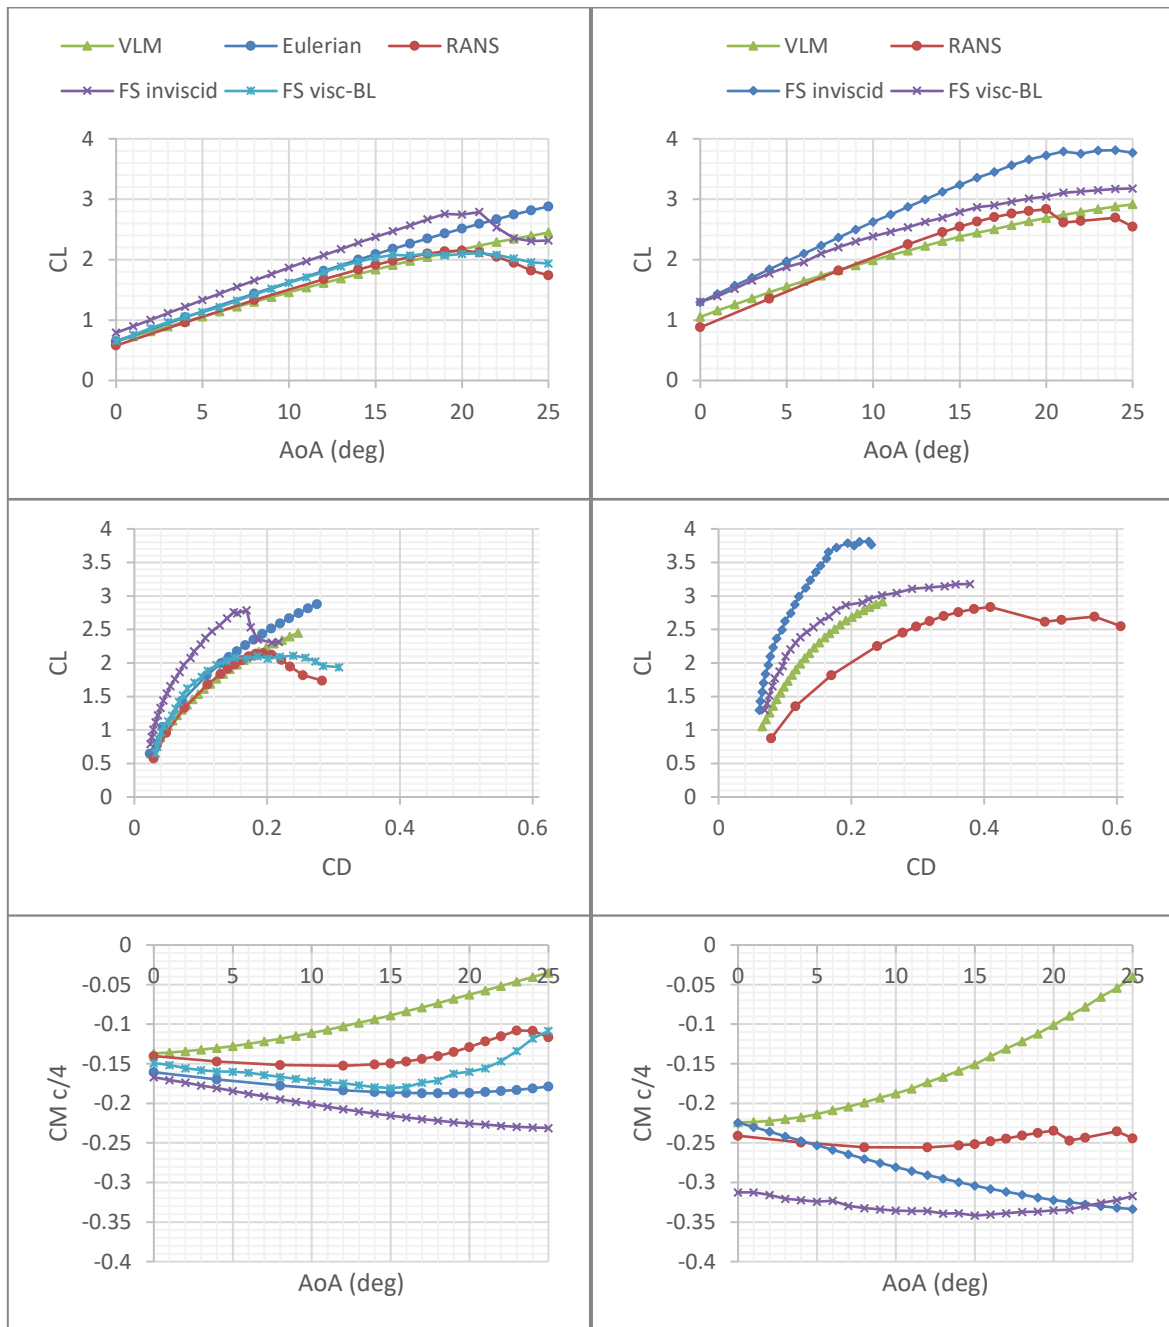 VLM Eulerian RANS
FS inviscid FS visc-BL
4
3
2
1
0
CL
0 5 10 15 20 25
AoA (deg)
VLM RANS
FS inviscid FS visc-BL
4
3
2
1
0
CL
0 5 10 15 20 25
AoA (deg)
4
3.5
3
2.5
2
1.5
1
0.5
0
CL
0 0.2 0.4 0.6
CD
4
3.5
3
2.5
2
1.5
1
0.5
0
CL
0 0.2 0.4 0.6
CD
0
-0.05
-0.1
-0.15
-0.2
-0.25
-0.3
-0.35
-0.4
CM c/4
0 5 10 15 20 25
AoA (deg)
0
-0.05
-0.1
-0.15
-0.2
-0.25
-0.3
-0.35
-0.4
CM c/4
0 5 10 15 20 25
AoA (deg)